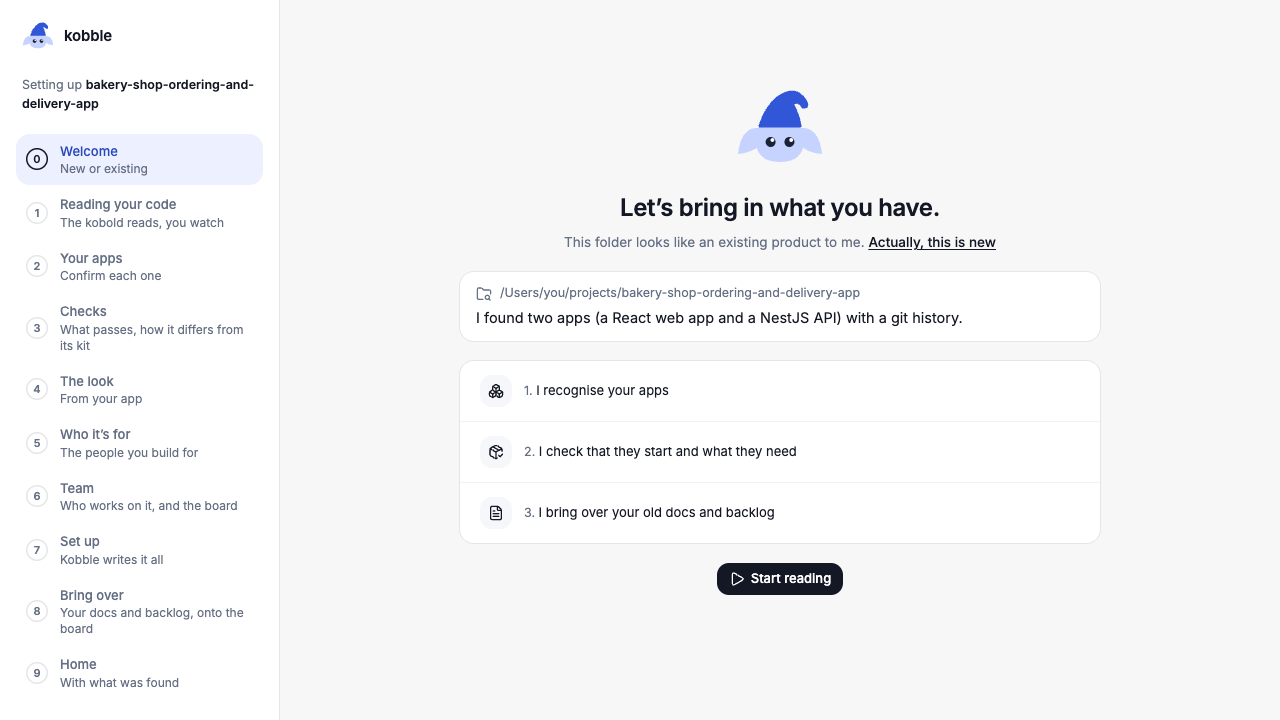 kobble
Setting up bakery-shop-ordering-and-
delivery-app
0
Welcome
New or existing
1
Reading your code
The kobold reads, you watch
2
Your apps
Confirm each one
3
Checks
What passes, how it differs from
its kit
4
The look
From your app
5
Who it's for
The people you build for
6
Team
Who works on it, and the board
7
Set up
Kobble writes it all
8
Bring over
Your docs and backlog, onto the
board
9
Home
With what was found
Let's bring in what you have.
This folder looks like an existing product to me. Actually, this is new
/Users/you/projects/bakery-shop-ordering-and-delivery-app
I found two apps (a React web app and a NestJS API) with a git history.
1. I recognise your apps
2. I check that they start and what they need
3. I bring over your old docs and backlog
Start reading